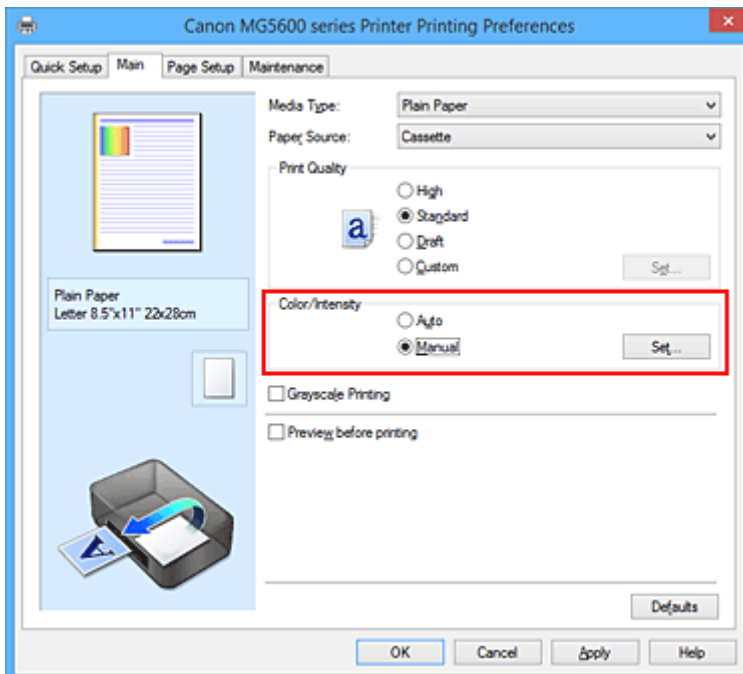 Canon MG5600 series Printer Printing Preferences
Quick Setup Main Page Setup Maintenance
Media Type: Plain Paper
Paper Source: Cassette
Print Quality
High
a Standard
Draft
Custom Set...
Plain Paper
Letter 8.5"x11" 22x28cm
Color/Intensity
Auto
Manual Set...
Grayscale Printing
Preview before printing
A
Defaults
OK Cancel Apply Help